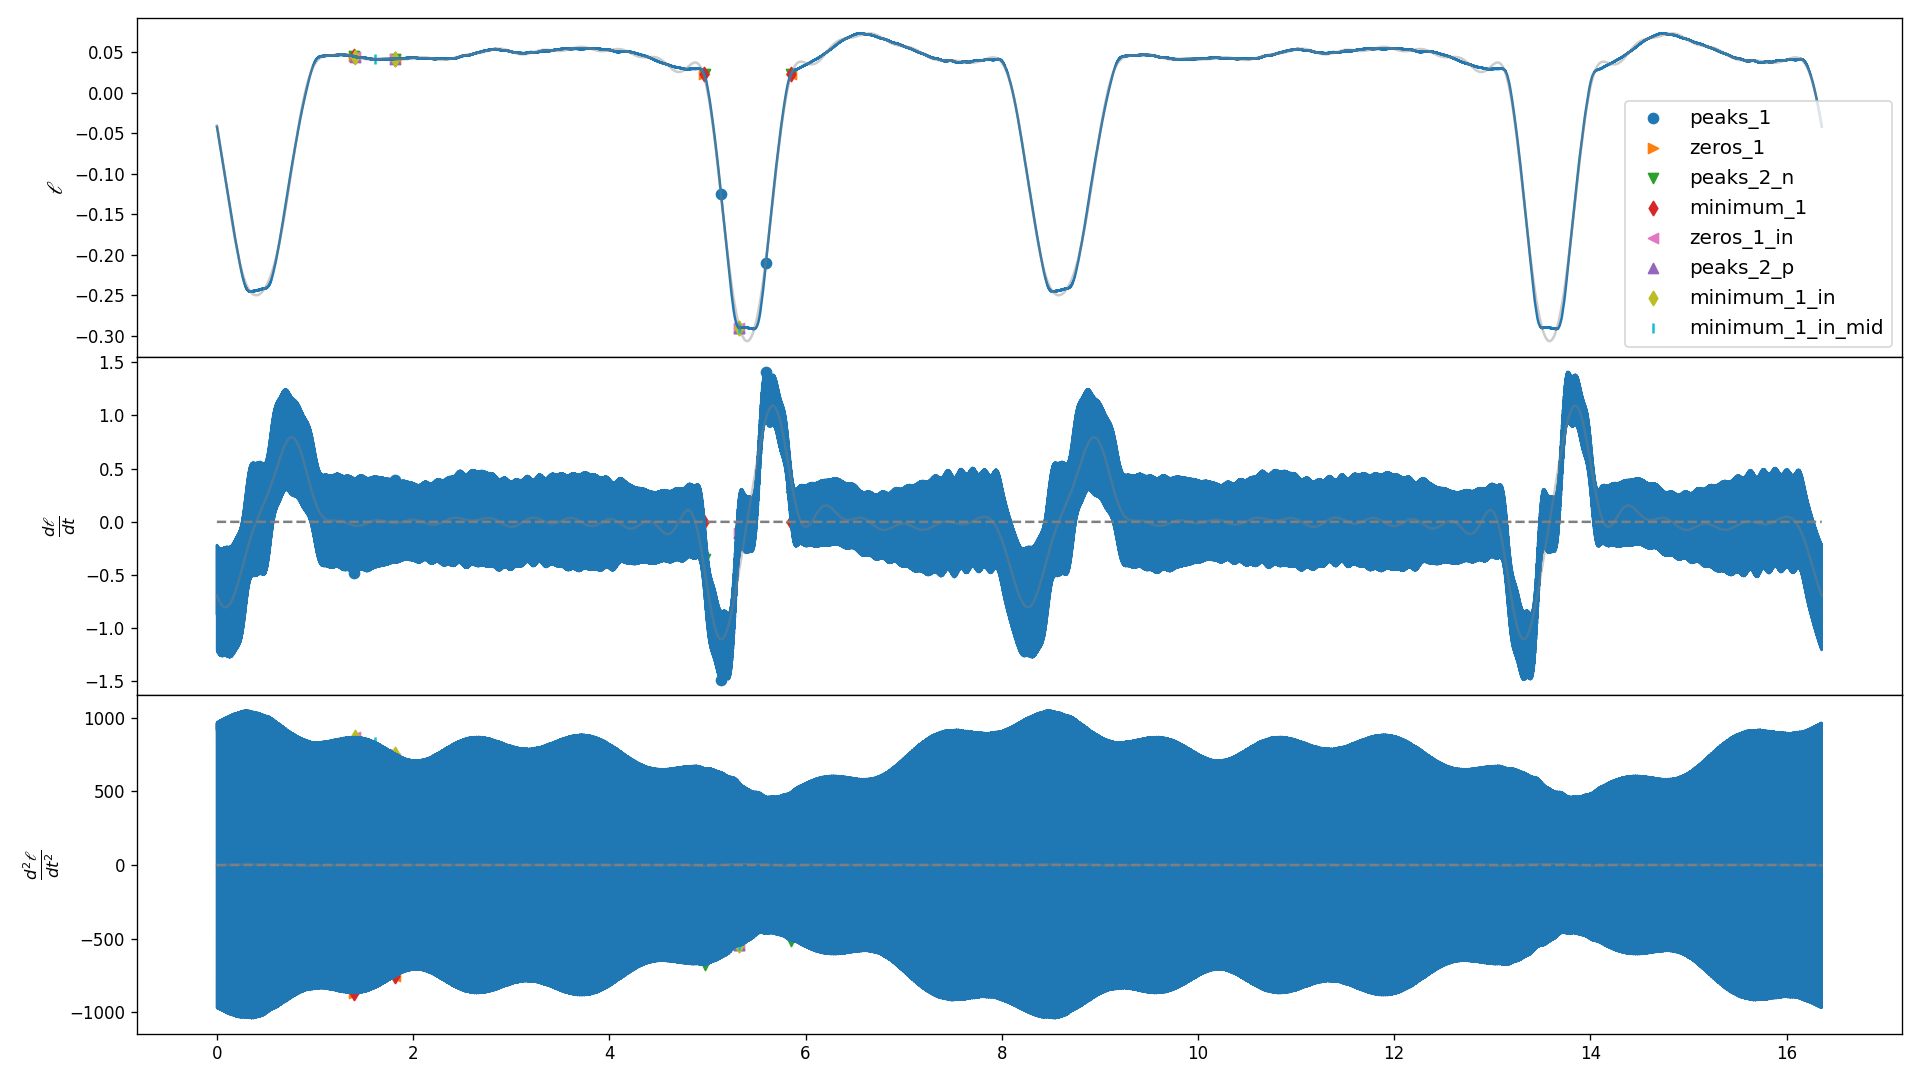 0.05
0.00
−0.05
−0.10
−0.15
−0.20
−0.25
−0.30
ℓ
peaks_1
zeros_1
peaks_2_n
minimum_1
zeros_1_in
peaks_2_p
minimum_1_in
minimum_1_in_mid
1.5
1.0
0.5
0.0
−0.5
−1.0
−1.5
dℓ
dt
1000
500
0
−500
−1000
d²ℓ
dt²
0 2 4 6 8 10 12 14 16